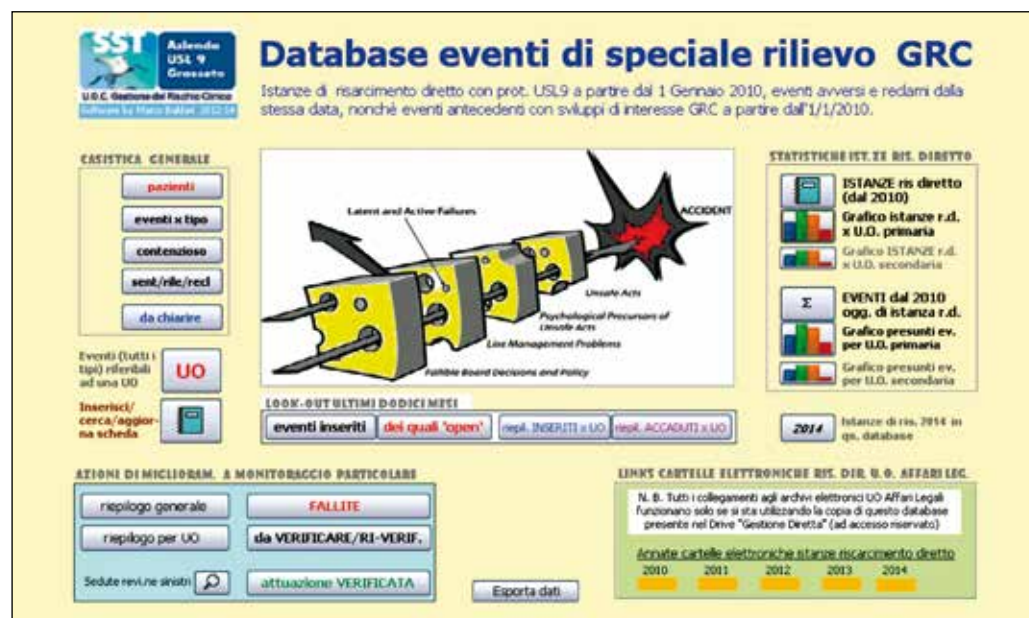 SST
Azienda
USL 9
Grosseto
U.O.C. Gestione del Rischio Clinico
Database eventi di speciale rilievo GRC
Istanze di risarcimento diretto con prot. USL9 a partire dal 1 Gennaio 2010, eventi avversi e reclami dalla
stessa data, nonchè eventi antecedenti con sviluppi di interesse GRC a partire dall'1/1/2010.
CASISTICA GENERALE
pazienti
eventi x tipo
contenzioso
sent/rile/recl
da chiarire
Eventi (tutti i
tipi) riferibili
ad una UO
UO
Inserisci/
cerca/aggior-
na scheda
Latent and Active Failures
ACCIDENT
Unsafe Acts
Psychological Precursors of
Unsafe Acts
Line Management Problems
Fallible Board Decisions and Policy
LOOK-OUT ULTIMI DODICI MESI
eventi inseriti
dei quali 'open'
riepil. INSERITI x UO
riepil. ACCADUTI x UO
STATISTICHE IST.ZE RIS. DIRETTO
ISTANZE ris diretto
(dal 2010)
Grafico istanze r.d.
x U.O. primaria
Grafico ISTANZE r.d.
x U.O. secondaria
Σ
EVENTI dal 2010
ogg. di istanza r.d.
Grafico presunti ev.
per U.O. primaria
Grafico presunti ev.
per U.O. secondaria
2014
Istanze di ris. 2014 in
qs. database
AZIONI DI MIGLIORAM. A MONITORAGGIO PARTICOLARE
riepilogo generale
FALLITE
riepilogo per UO
da VERIFICARE/RI-VERIF.
Sedute revi.ne sinistri
attuazione VERIFICATA
Esporta dati
LINKS CARTELLE ELETTRONICHE RIS. DIR. U.O. AFFARI LEG.
N. B. Tutti i collegamenti agli archivi elettronici UO Affari Legali
funzionano solo se si sta utilizzando la copia di questo database
presente nel Drive "Gestione Diretta" (ad accesso riservato)
Annate cartelle elettroniche istanze riscarcimento diretto
2010 2011 2012 2013 2014